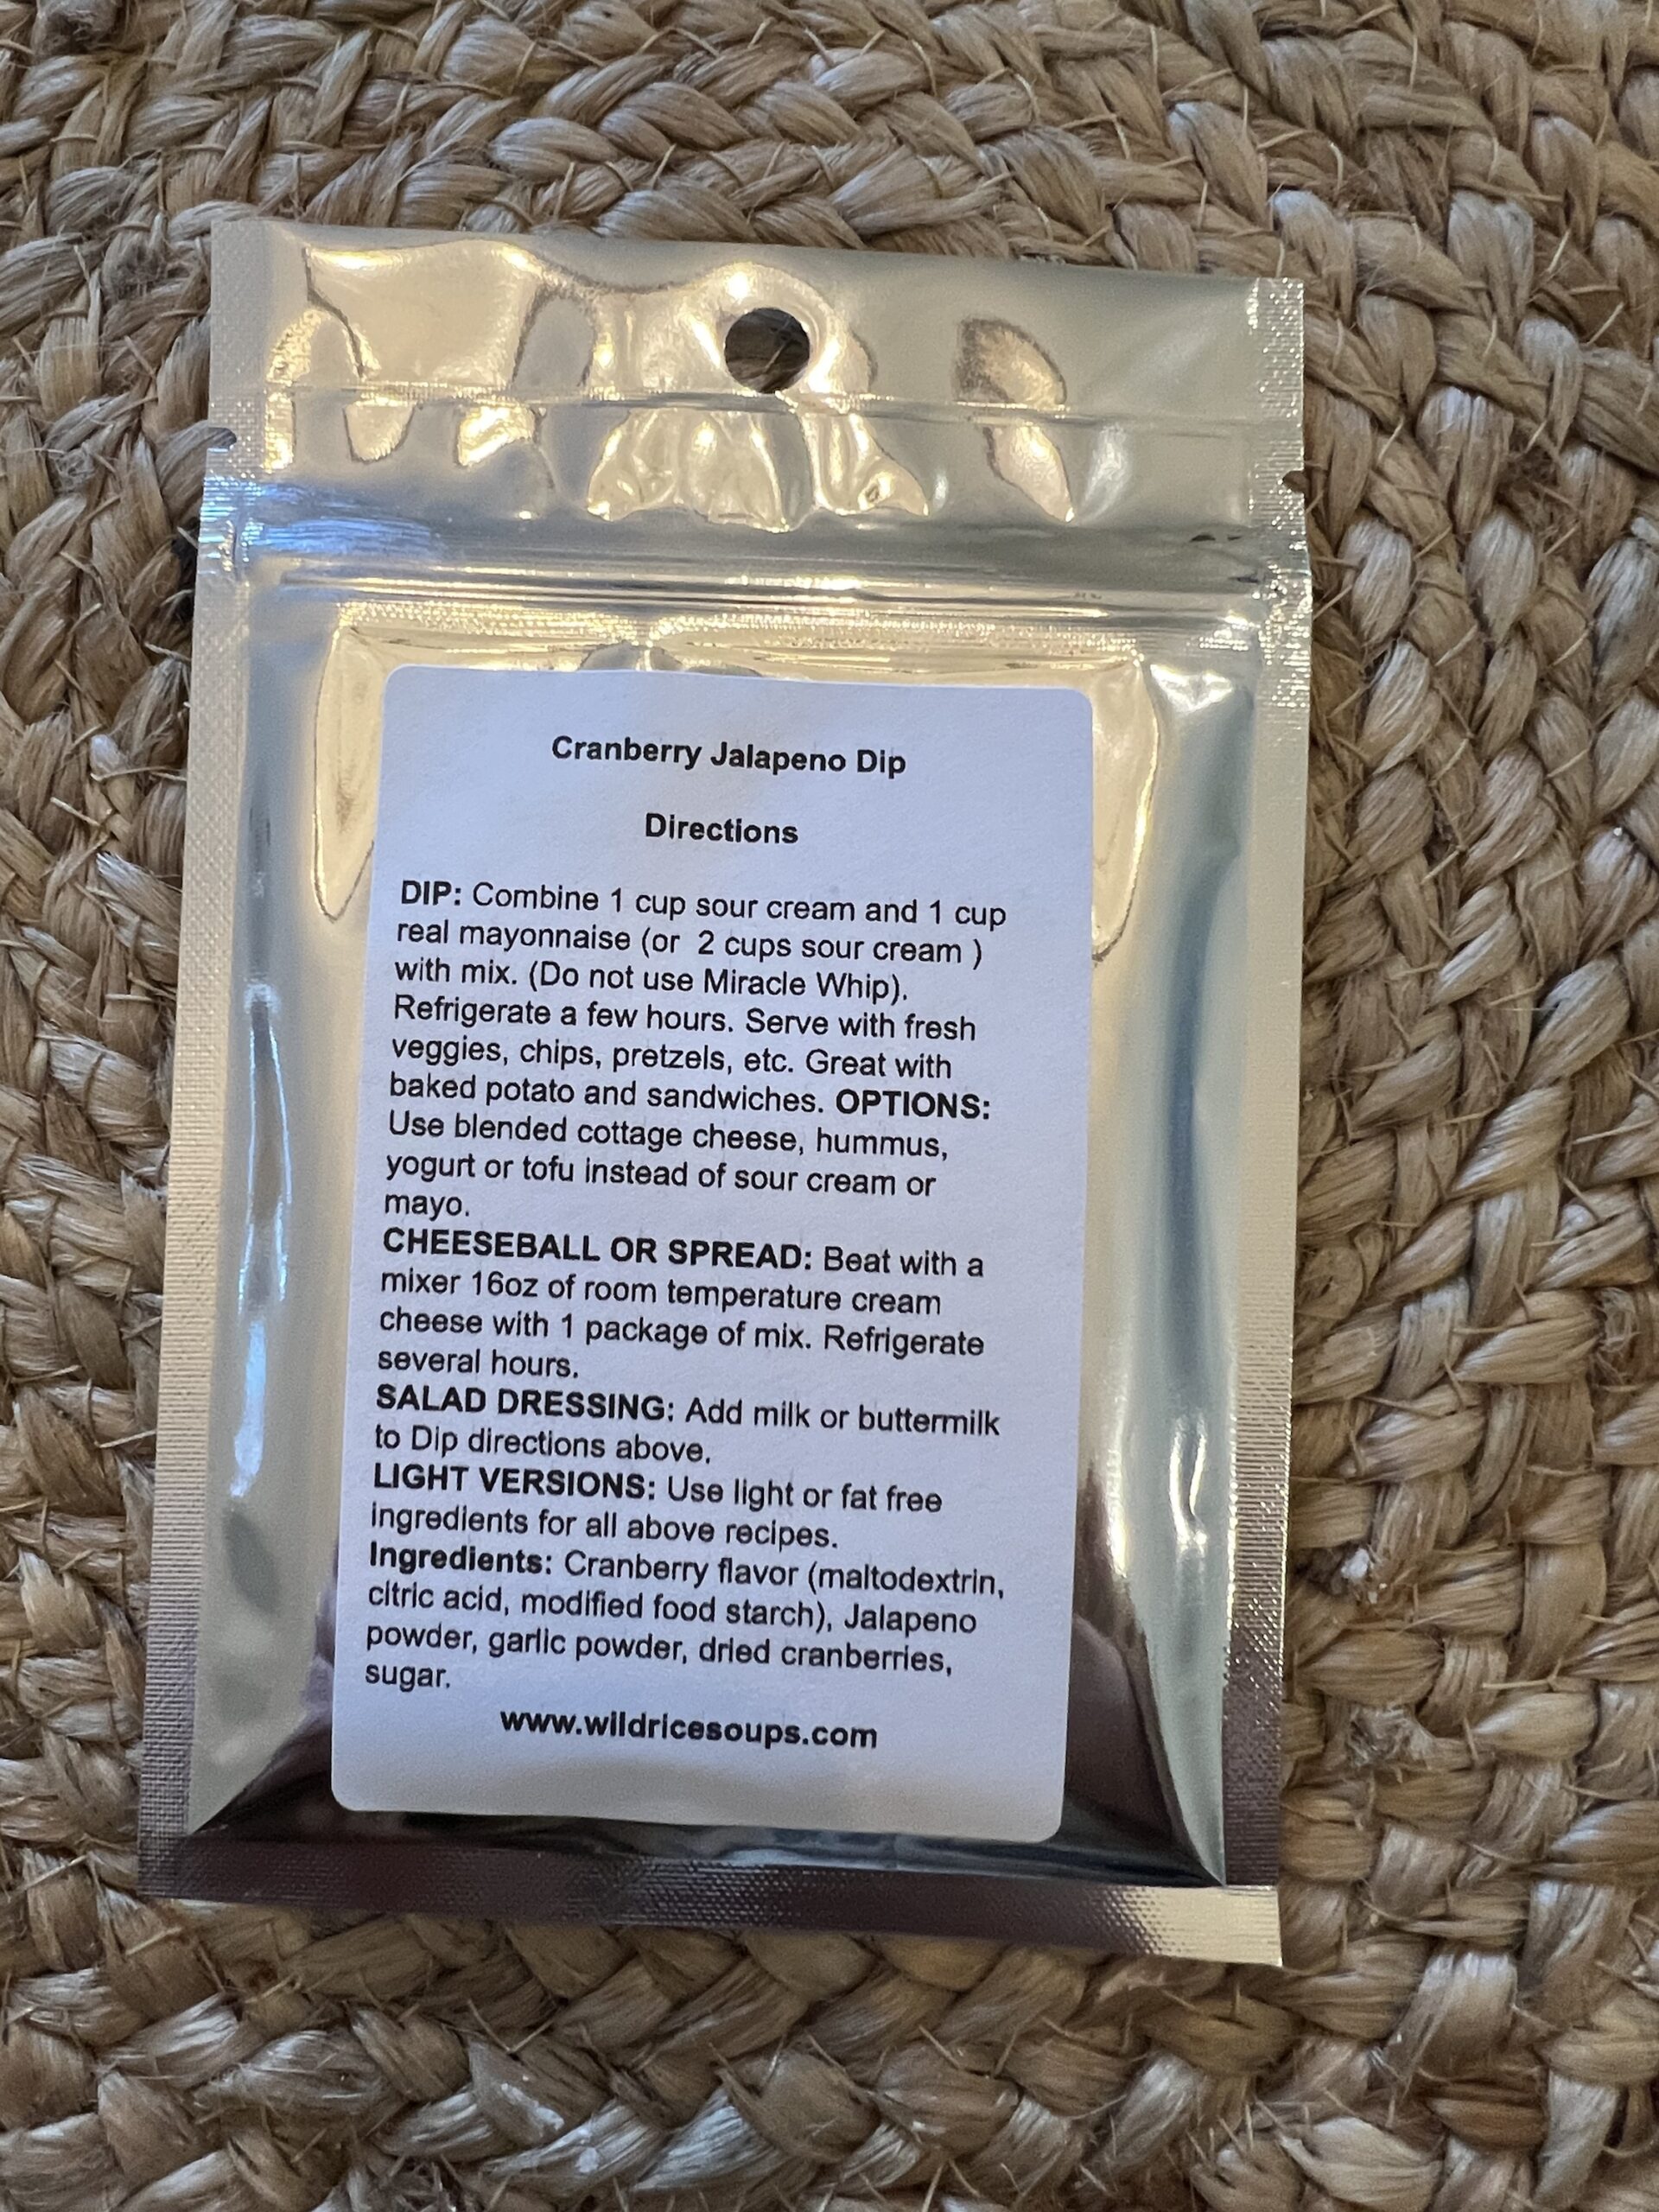 Cranberry Jalapeno Dip
Directions
DIP: Combine 1 cup sour cream and 1 cup
real mayonnaise (or 2 cups sour cream )
with mix. (Do not use Miracle Whip).
Refrigerate a few hours. Serve with fresh
veggies, chips, pretzels, etc. Great with
baked potato and sandwiches. OPTIONS:
Use blended cottage cheese, hummus,
yogurt or tofu instead of sour cream or
mayo.
CHEESEBALL OR SPREAD: Beat with a
mixer 16oz of room temperature cream
cheese with 1 package of mix. Refrigerate
several hours.
SALAD DRESSING: Add milk or buttermilk
to Dip directions above.
LIGHT VERSIONS: Use light or fat free
ingredients for all above recipes.
Ingredients: Cranberry flavor (maltodextrin,
citric acid, modified food starch), Jalapeno
powder, garlic powder, dried cranberries,
sugar.
www.wildricesoups.com